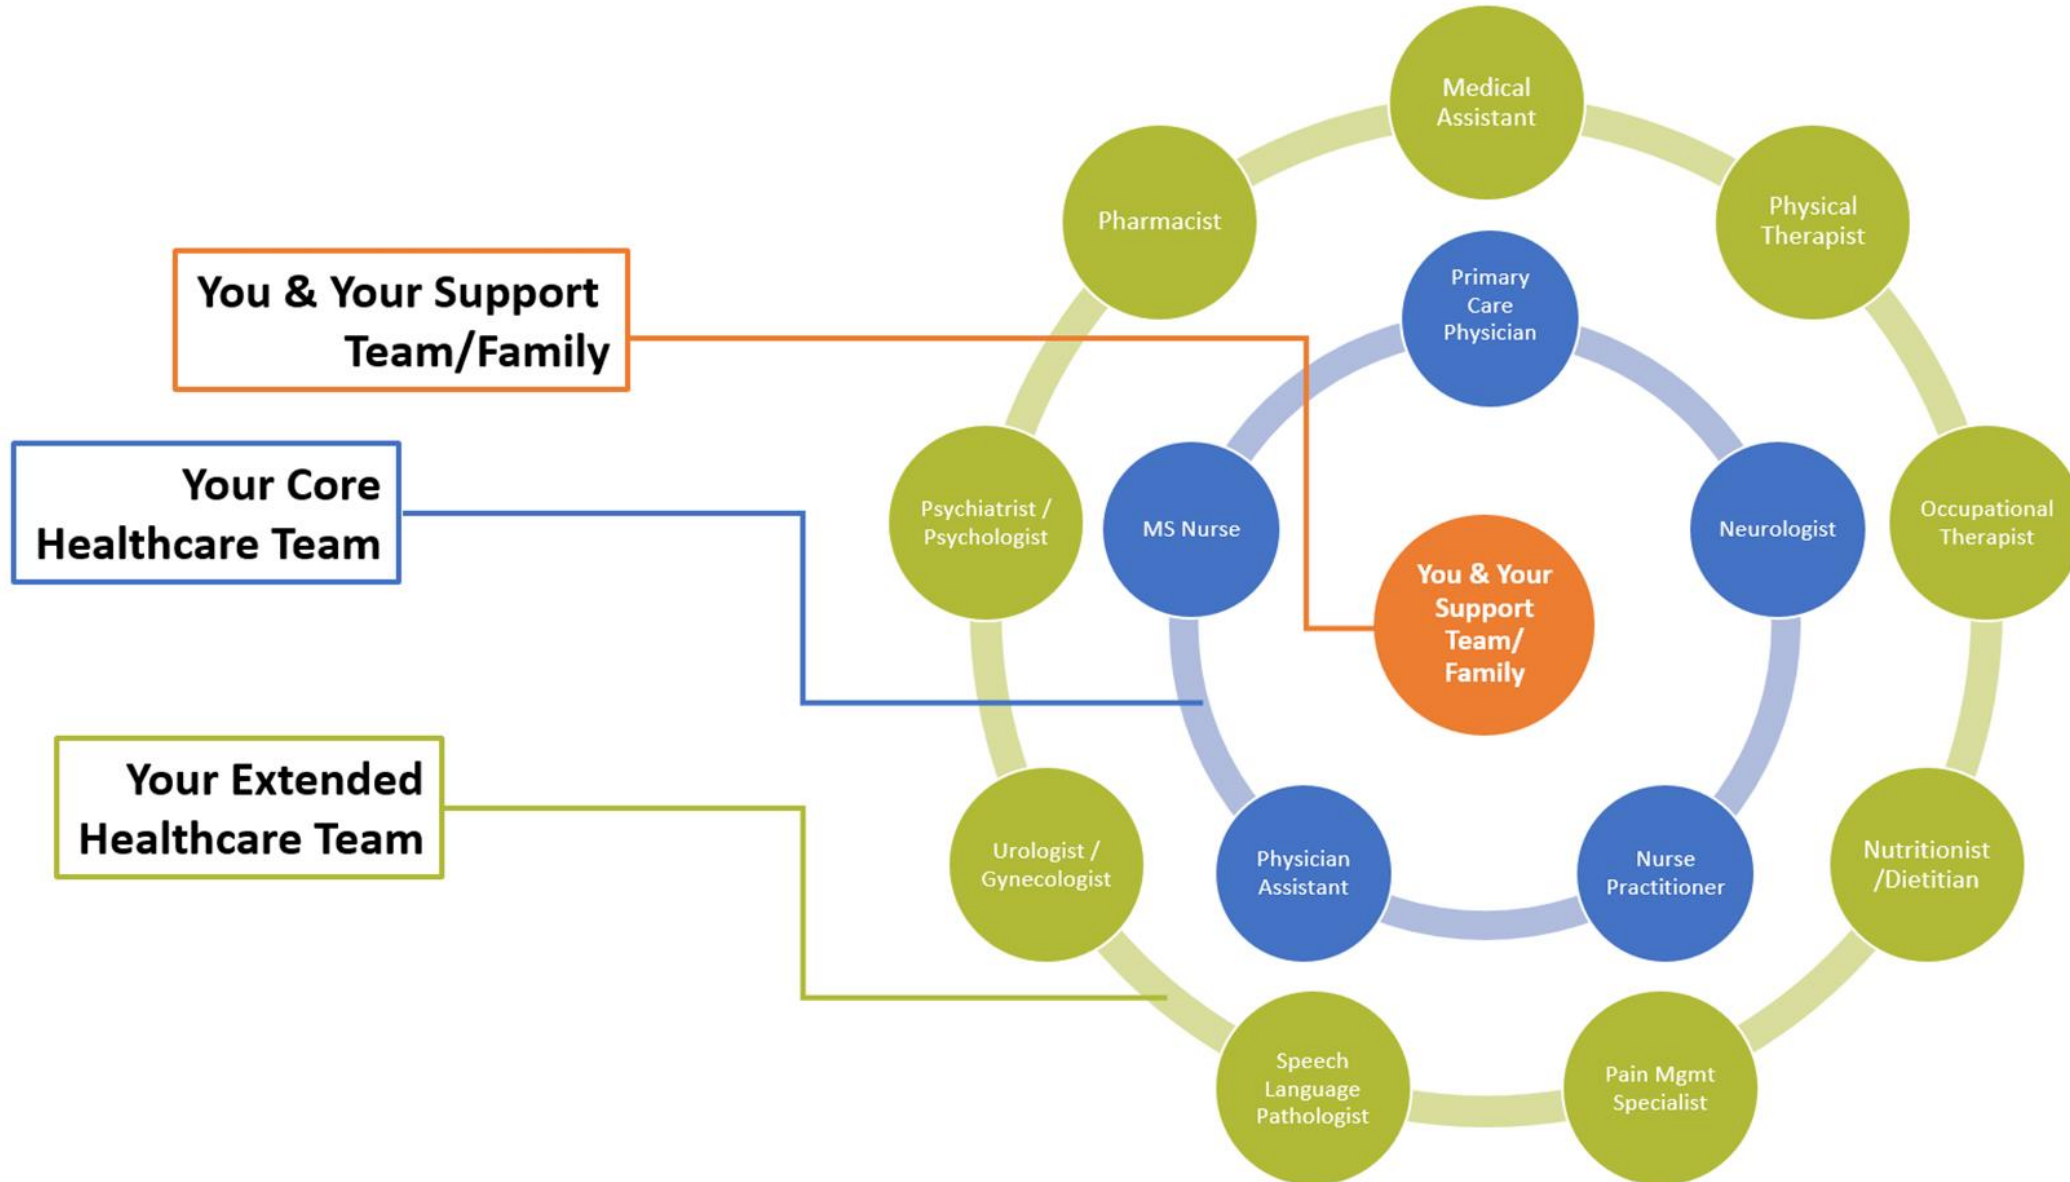 You & Your Support
Team/Family
Your Core
Healthcare Team
Your Extended
Healthcare Team
Medical
Assistant
Physical
Therapist
Occupational
Therapist
Nutritionist
/Dietitian
Pain Mgmt
Specialist
Speech
Language
Pathologist
Urologist /
Gynecologist
Psychiatrist /
Psychologist
Pharmacist
Primary
Care
Physician
Neurologist
Nurse
Practitioner
Physician
Assistant
MS Nurse
You & Your
Support
Team/
Family